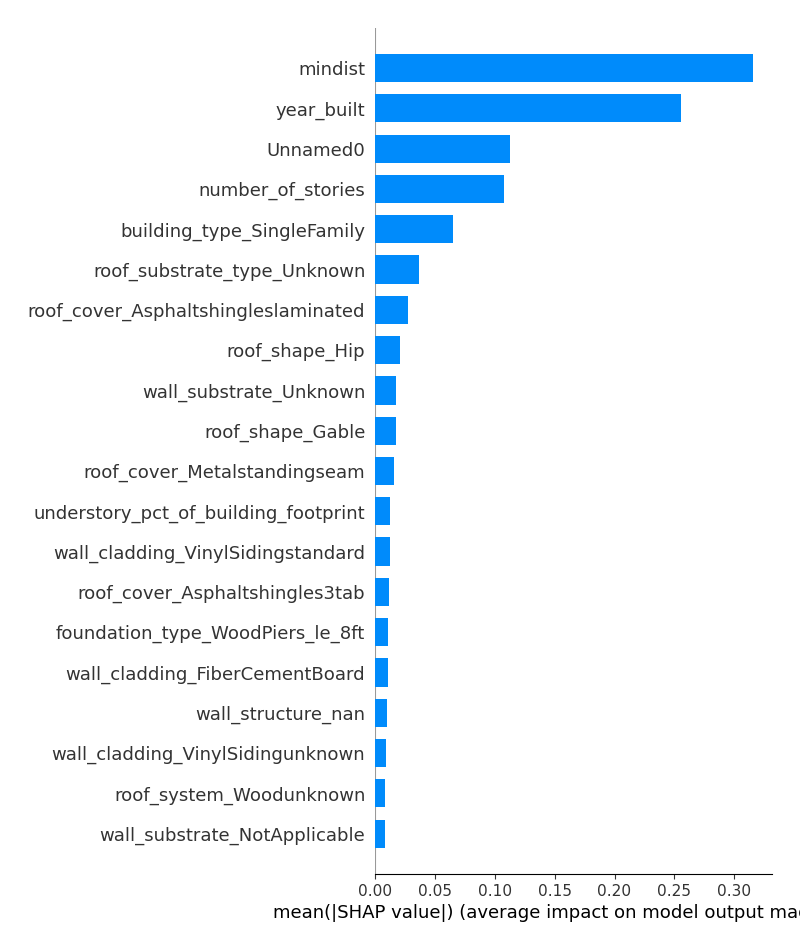 mindist
year_built
Unnamed0
number_of_stories
building_type_SingleFamily
roof_substrate_type_Unknown
roof_cover_Asphaltshingleslaminated
roof_shape_Hip
wall_substrate_Unknown
roof_shape_Gable
roof_cover_Metalstandingseam
understory_pct_of_building_footprint
wall_cladding_VinylSidingstandard
roof_cover_Asphaltshingles3tab
foundation_type_WoodPiers_le_8ft
wall_cladding_FiberCementBoard
wall_structure_nan
wall_cladding_VinylSidingunknown
roof_system_Woodunknown
wall_substrate_NotApplicable
0.00 0.05 0.10 0.15 0.20 0.25 0.30
mean(|SHAP value|) (average impact on model output mag